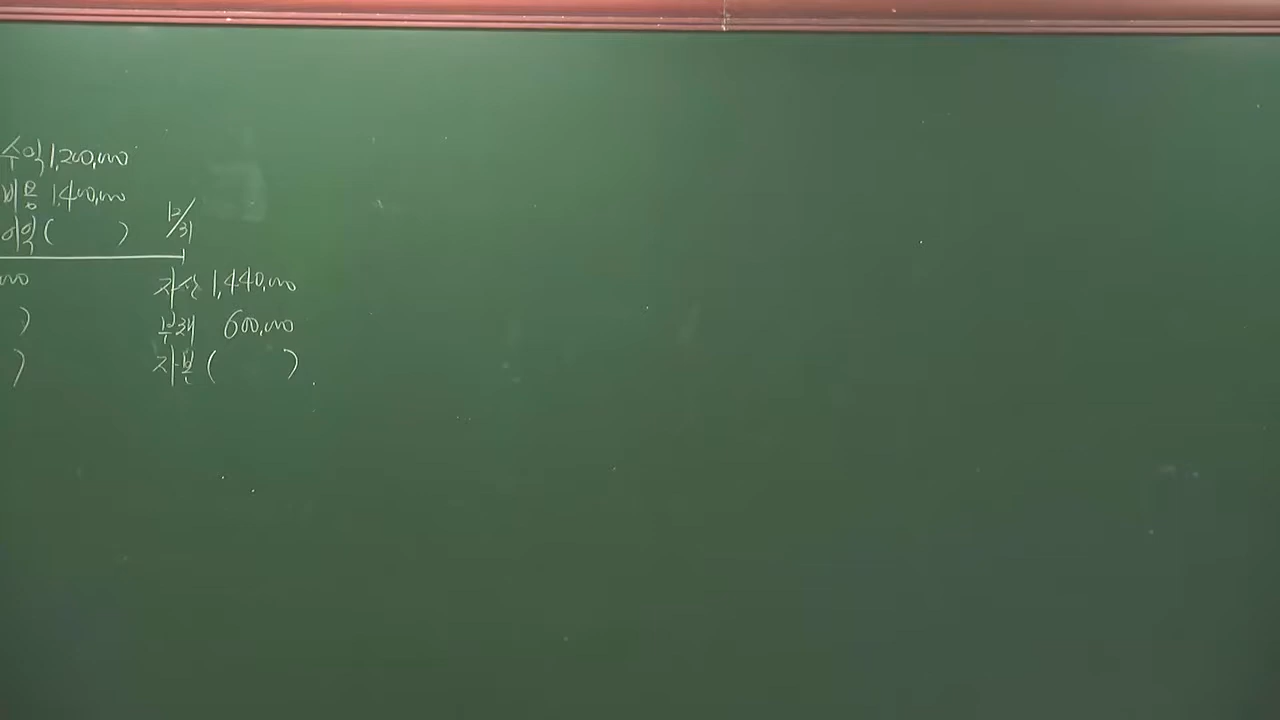 수익 1,200,000
비용 1,400,000
이익 (        )
12/31
000
자산 1,440,000
)
부채 600,000
)
자본 (        )